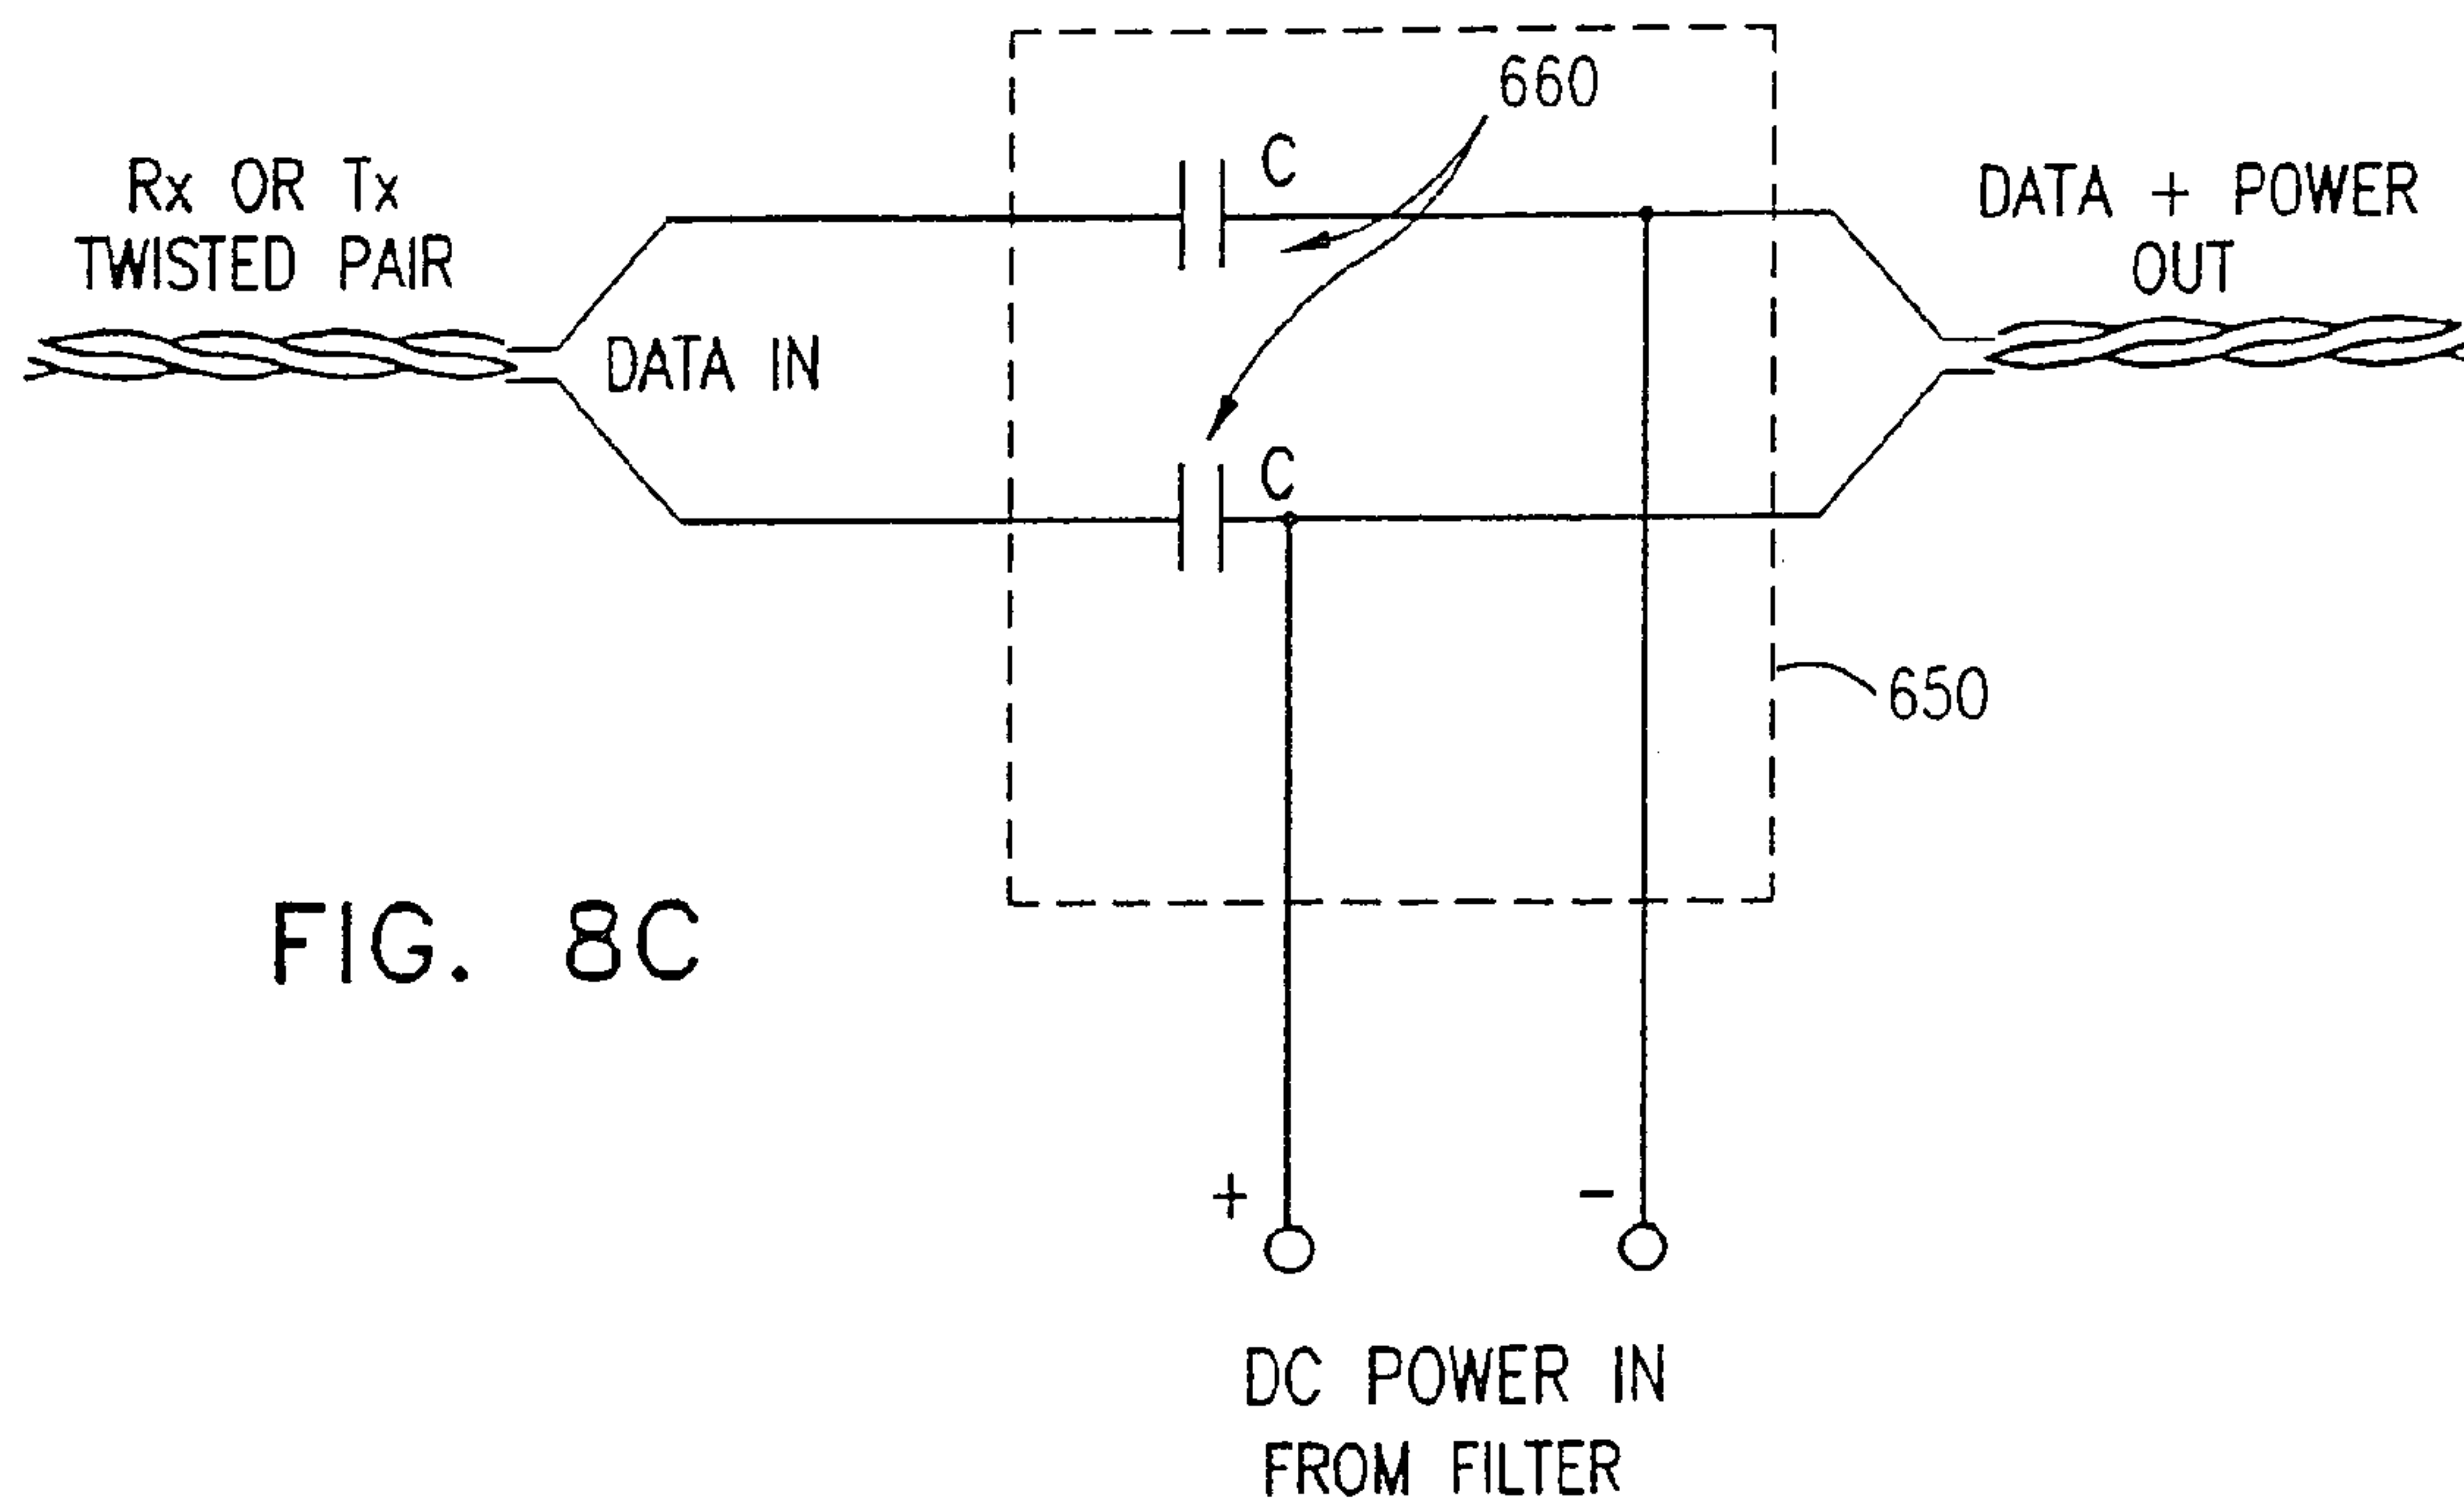 660
C
Rx OR Tx
TWISTED PAIR
DATA + POWER
OUT
DATA IN
C
650
FIG. 8C
+
-
DC POWER IN
FROM FILTER